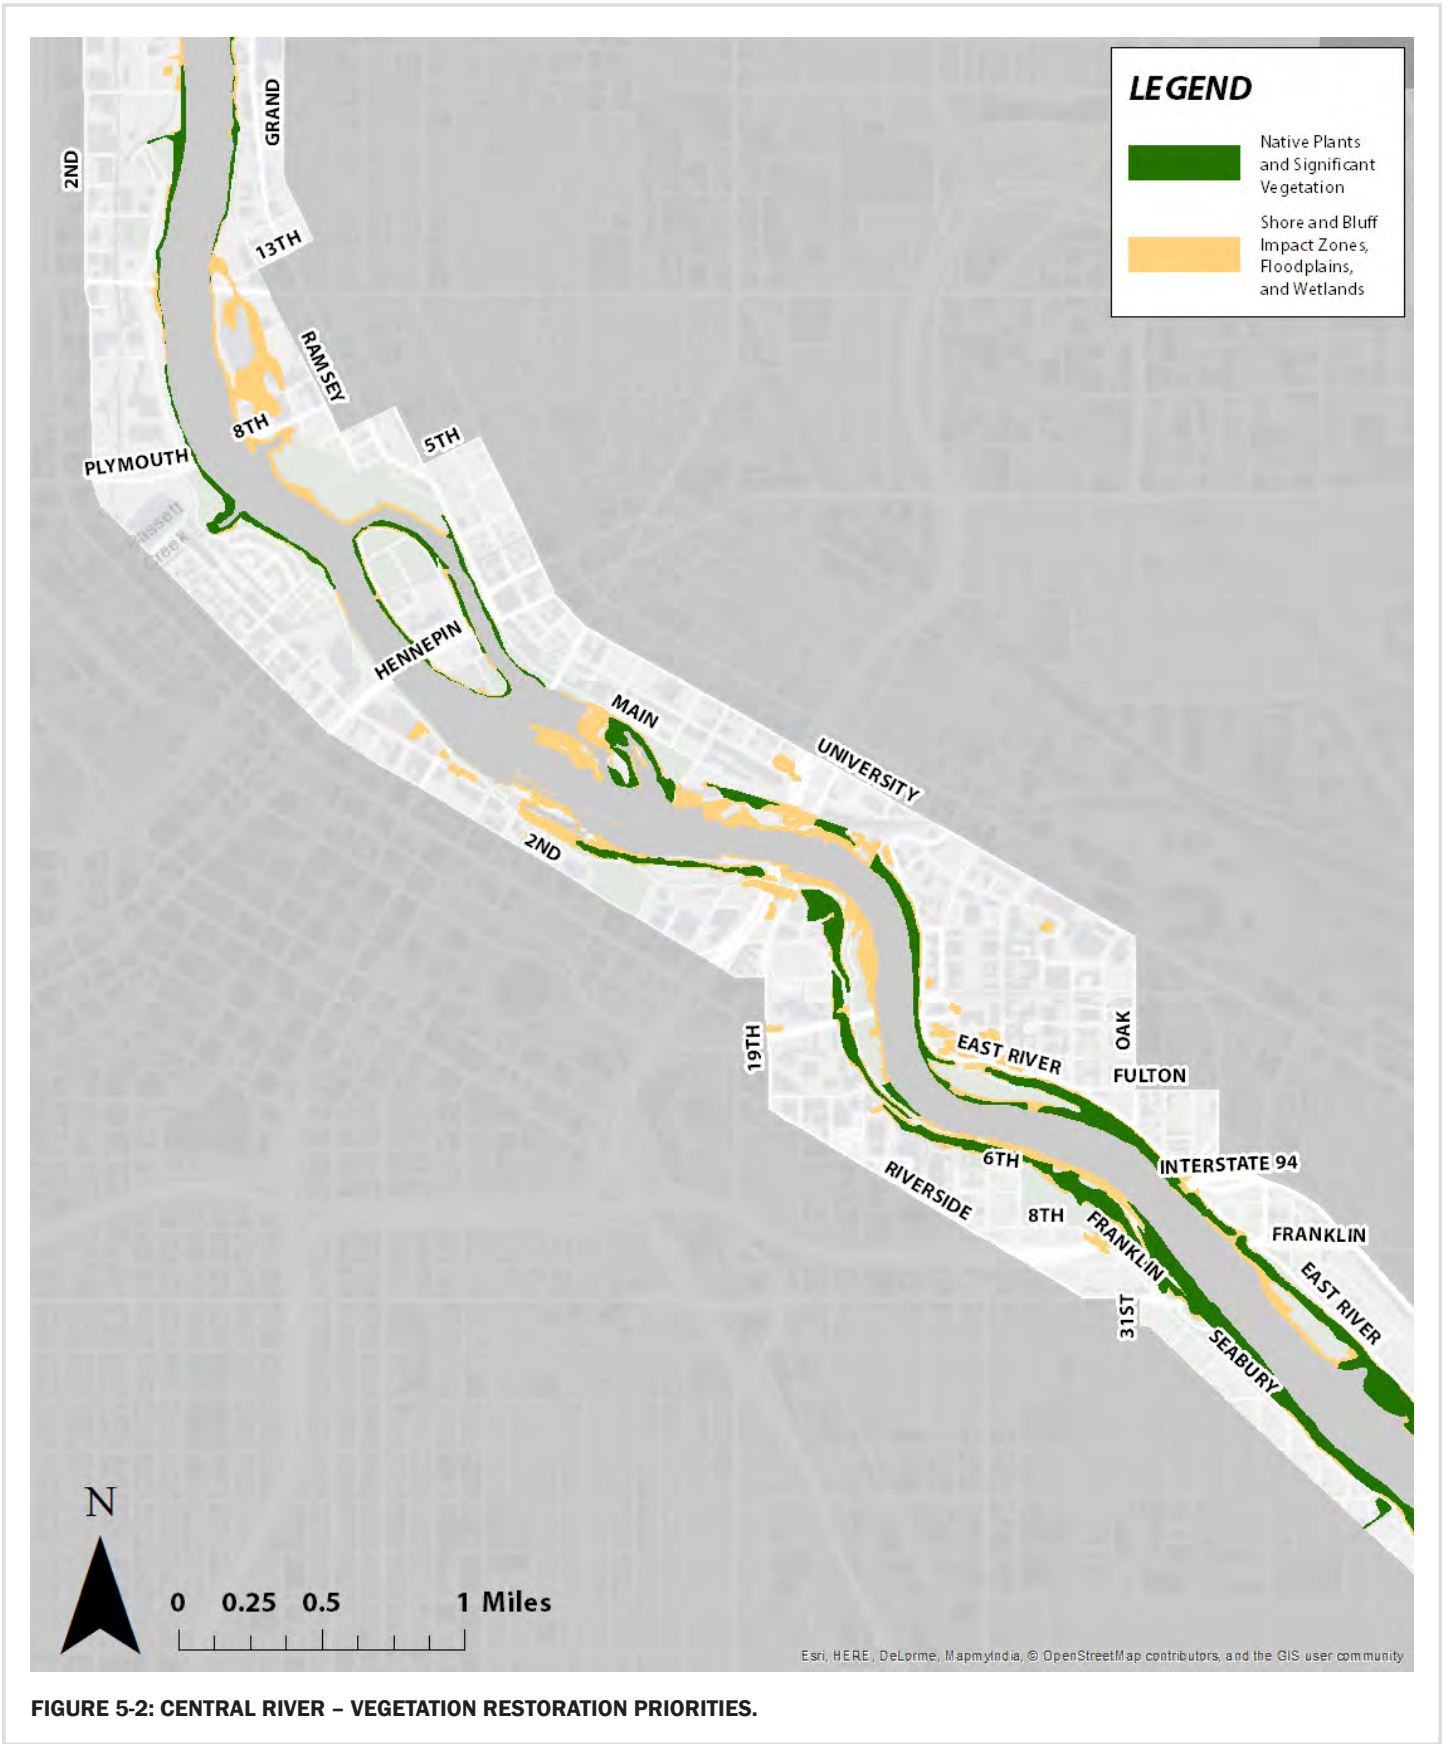 LEGEND
Native Plants
and Significant
Vegetation
Shore and Bluff
Impact Zones,
Floodplains,
and Wetlands
2ND
GRAND
13TH
RAMSEY
8TH
5TH
PLYMOUTH
Bassett
Creek
HENNEPIN
MAIN
UNIVERSITY
2ND
19TH
EAST RIVER
OAK
FULTON
6TH
INTERSTATE 94
RIVERSIDE
8TH
FRANKLIN
FRANKLIN
EAST RIVER
31ST
SEABURY
N
0 0.25 0.5 1 Miles
Esri, HERE, DeLorme, MapmyIndia, © OpenStreetMap contributors, and the GIS user community
FIGURE 5-2: CENTRAL RIVER – VEGETATION RESTORATION PRIORITIES.